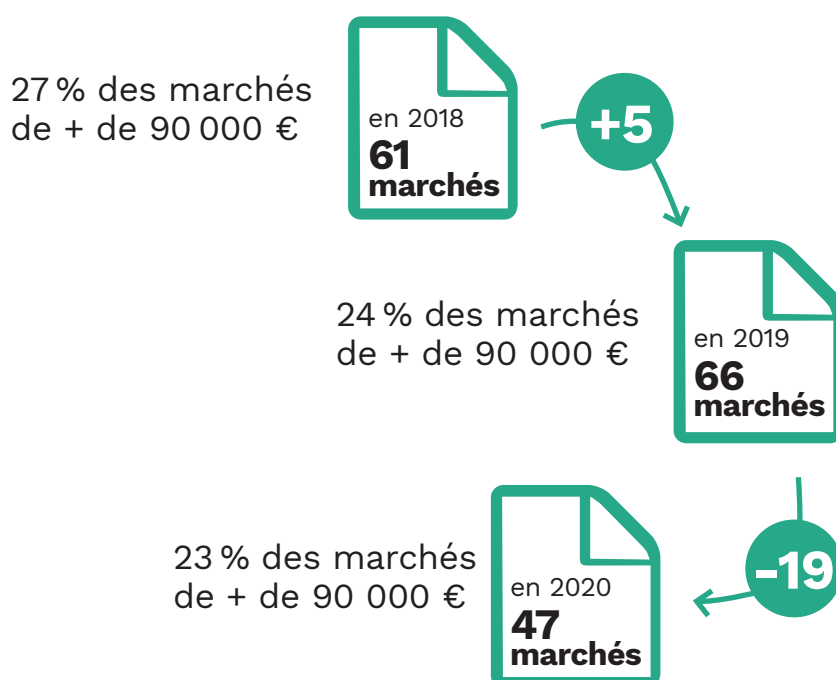 27 % des marchés
de + de 90 000 €
en 2018
61
marchés
+5
24 % des marchés
de + de 90 000 €
en 2019
66
marchés
-19
23 % des marchés
de + de 90 000 €
en 2020
47
marchés